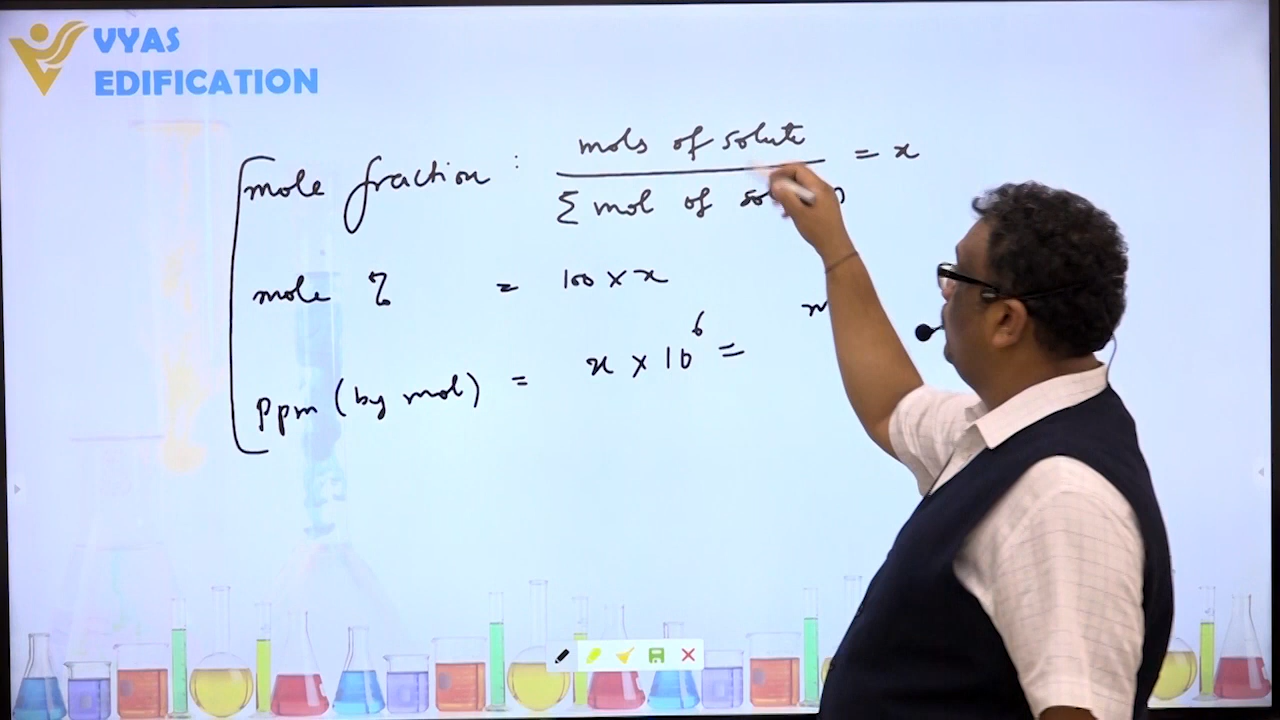 VYAS
EDIFICATION
mole fraction : mols of solute = x
Σ mol of
mole % = 100 × x
ppm (by mol) = x × 10⁶ =